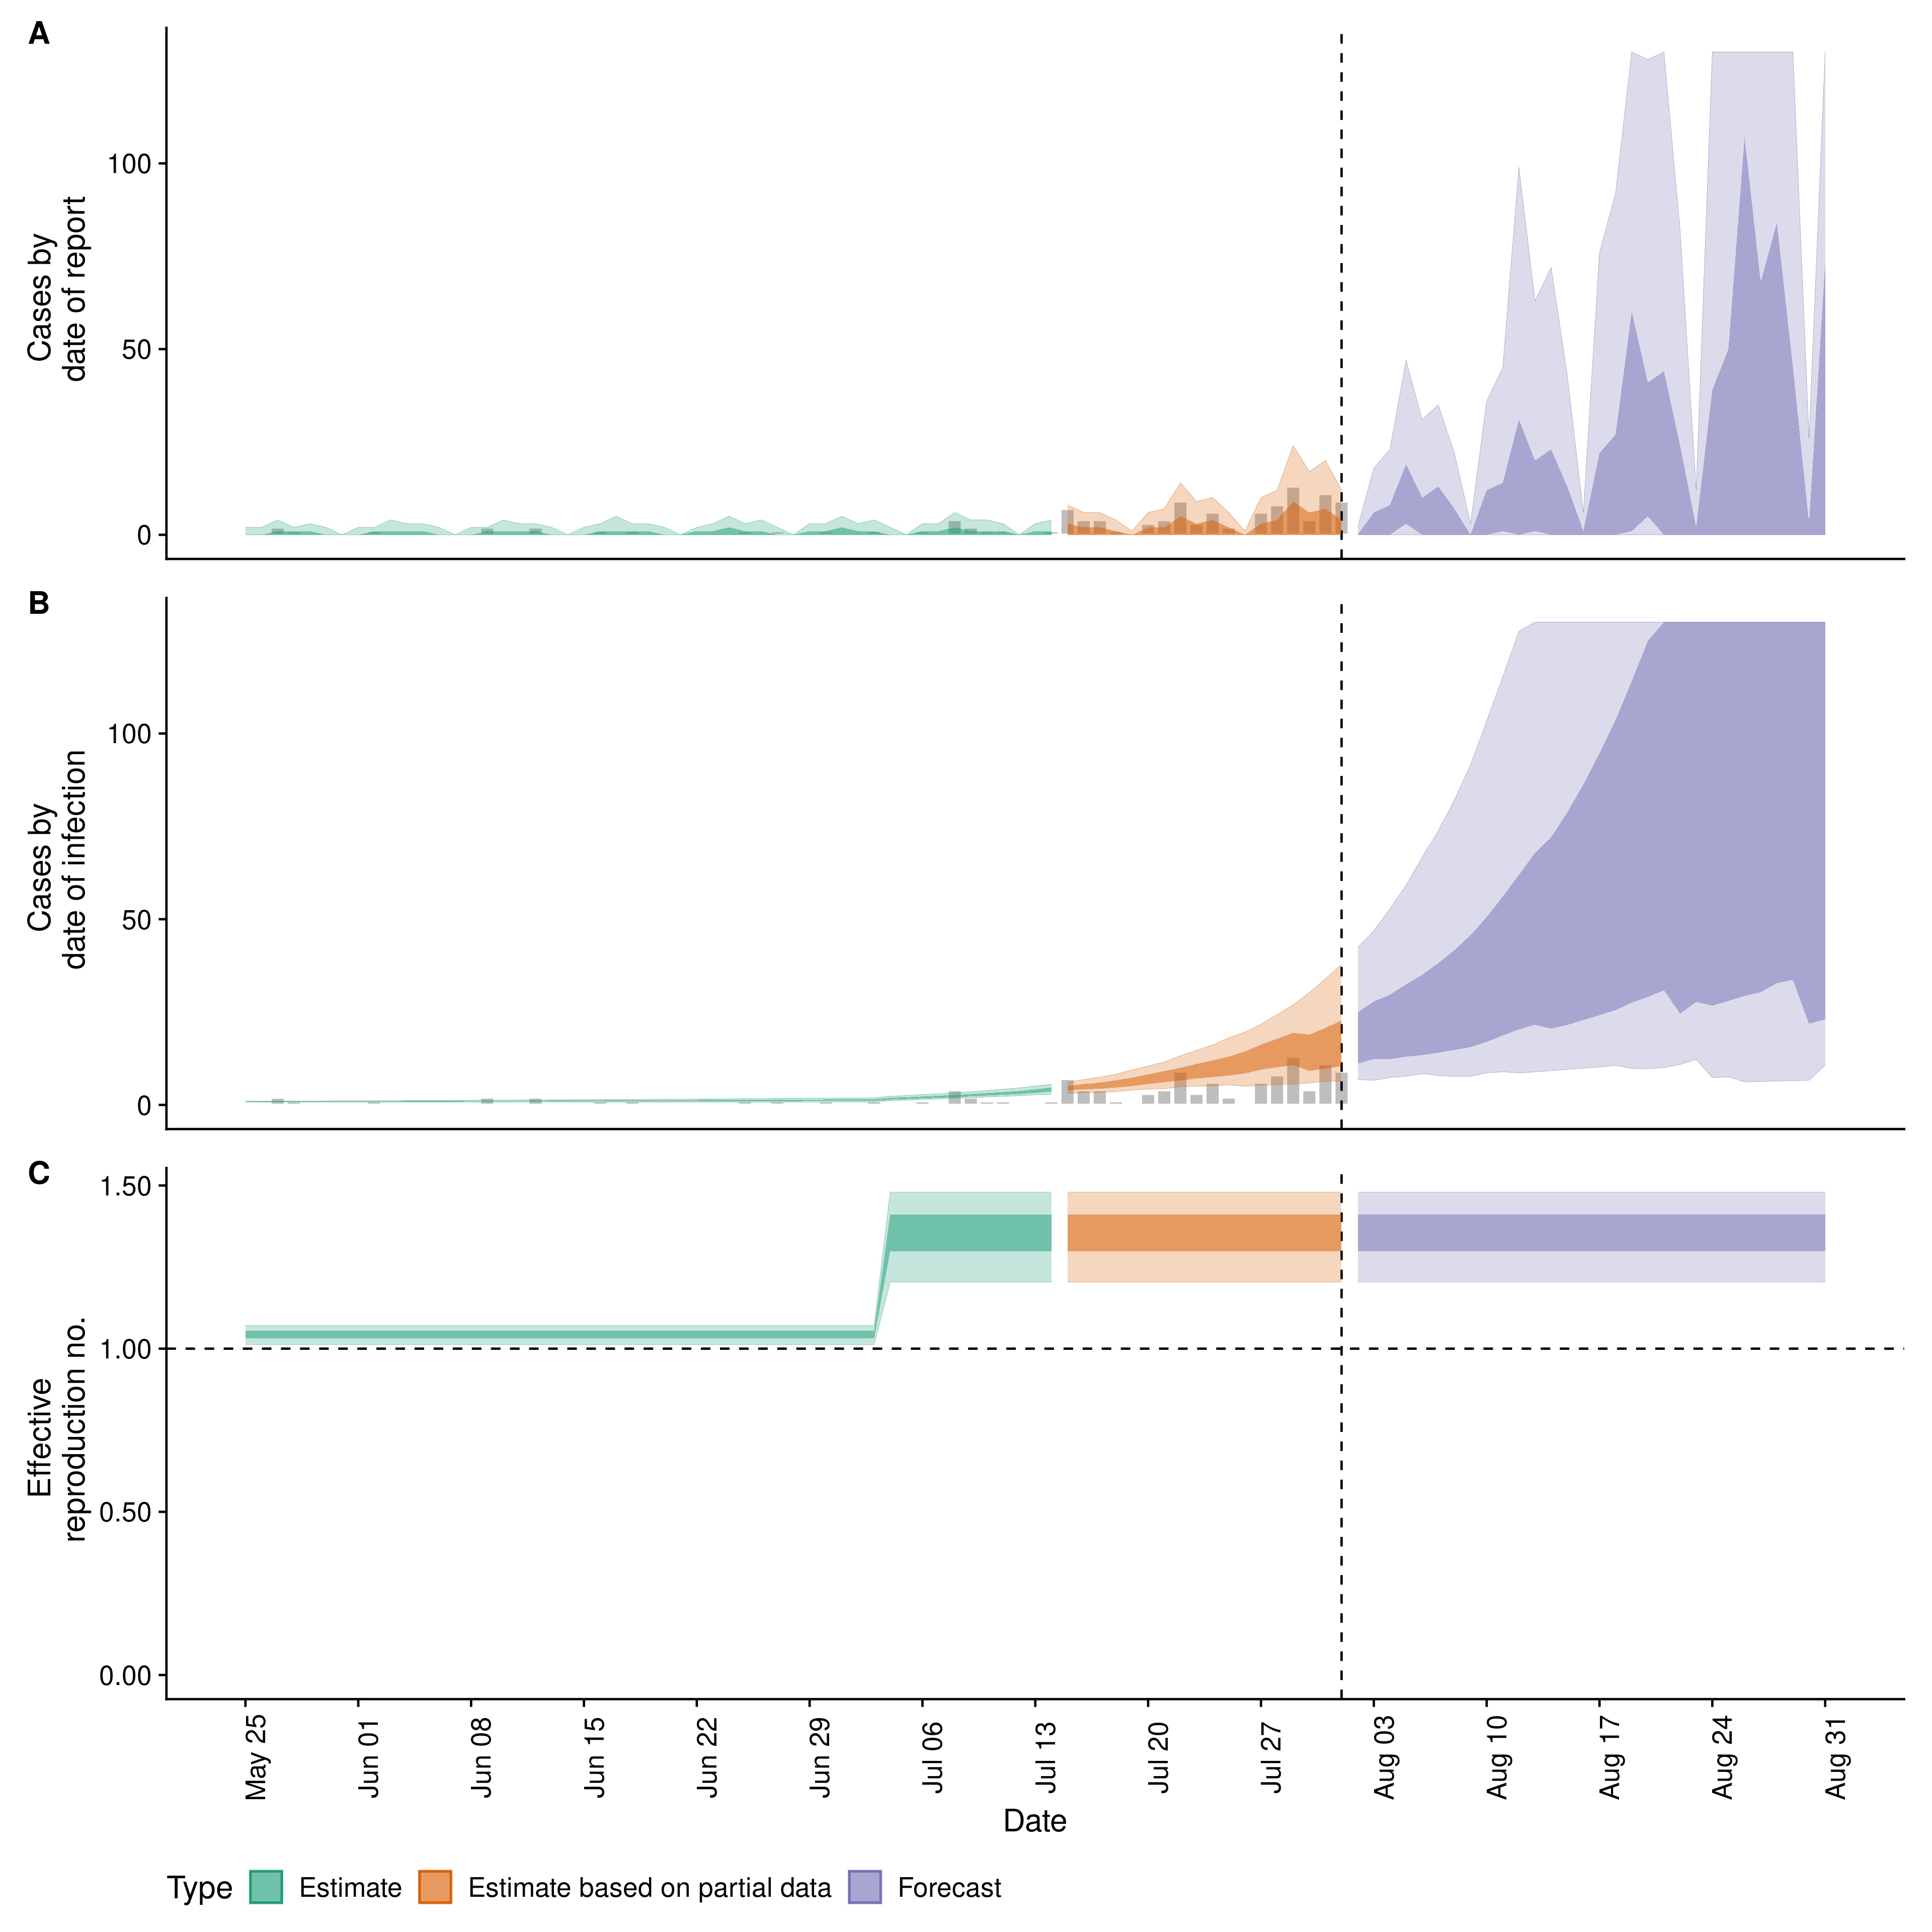 A
Cases by
date of report
100
50
0
B
Cases by
date of infection
100
50
0
C
Effective
reproduction no.
1.50
1.00
0.50
0.00
May 25
Jun 01
Jun 08
Jun 15
Jun 22
Jun 29
Jul 06
Jul 13
Jul 20
Jul 27
Aug 03
Aug 10
Aug 17
Aug 24
Aug 31
Date
Type Estimate Estimate based on partial data Forecast